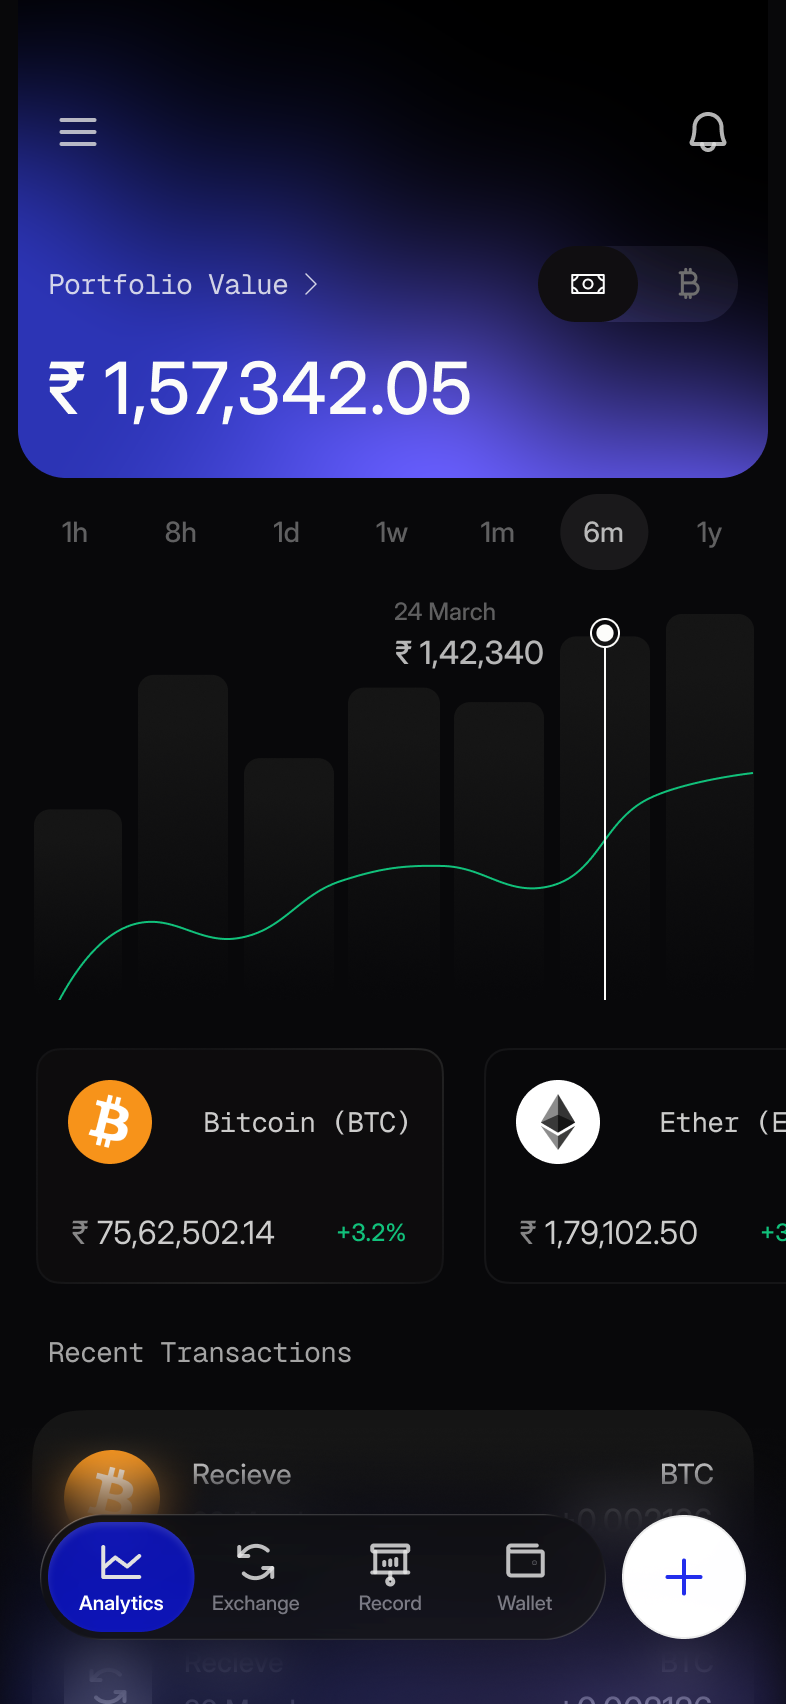 Portfolio Value
₹ 1,57,342.05
1h 8h 1d 1w 1m 6m 1y
24 March
₹ 1,42,340
Bitcoin (BTC)
Ether (E
₹ 75,62,502.14 +3.2%
₹ 1,79,102.50 +3
Recent Transactions
Recieve BTC
Analytics Exchange Record Wallet
Recieve BTC